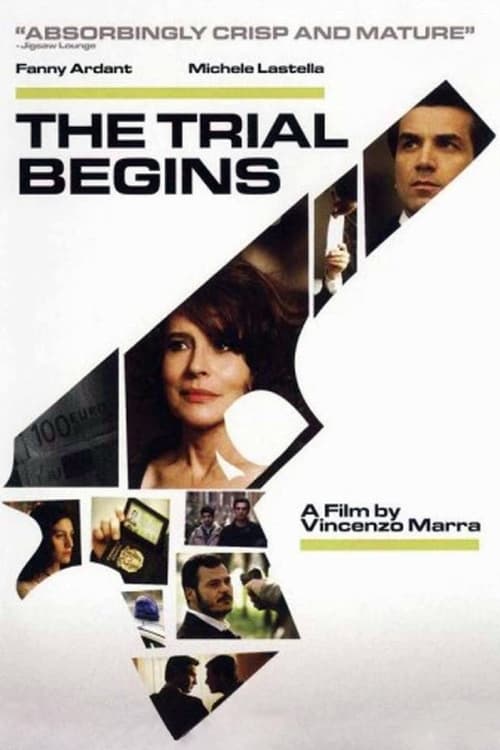 "ABSORBINGLY CRISP AND MATURE"
-Jigsaw Lounge
Fanny Ardant Michele Lastella
THE TRIAL
BEGINS
100 EURO
A Film by
Vincenzo Marra